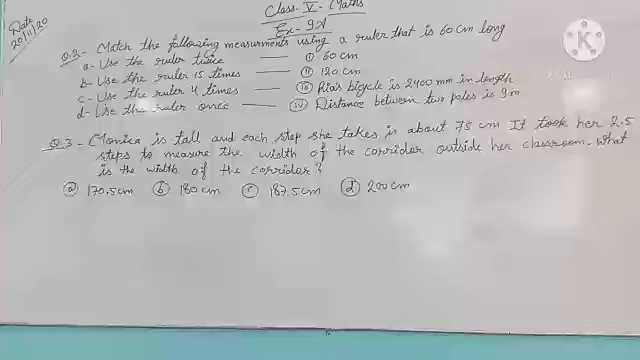 Date
20/11/20
Class-V-Maths
Ex-9A
Q.2- Match the following measurments using a ruler that is 60 cm long
a- Use the ruler twice — (i) 60 cm
b- Use the ruler 15 times — (ii) 120 cm
c- Use the ruler 4 times — (iii) Ria's bicycle is 2400 mm in length
d- Use the ruler once — (iv) Distance between two poles is 9 m
Q.3- Monica is tall and each step she takes is about 75 cm It took her 2.5
steps to measure the width of the corridor outside her classroom. What
is the width of the corridor?
(a) 170.5 cm (b) 180 cm (c) 187.5 cm (d) 200 cm
KINEMASTER